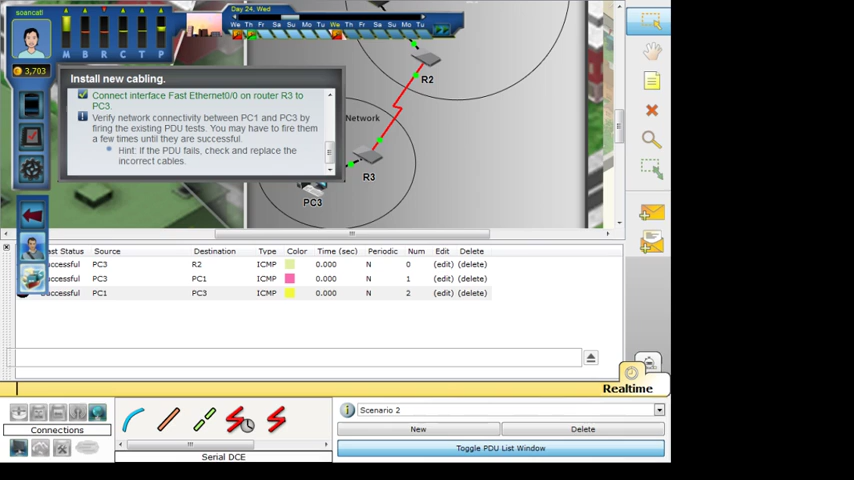 soancatl
Day 24, Wed
We Th Fr Sa Su Mo Tu We Th Fr Sa Su Mo Tu
M B R C T P
3,703
Install new cabling.
Connect interface Fast Ethernet0/0 on router R3 to
PC3.
Verify network connectivity between PC1 and PC3 by
firing the existing PDU tests. You may have to fire them
a few times until they are successful.
Hint: If the PDU fails, check and replace the
incorrect cables.
R2
Network
R3
PC3
ast Status Source Destination Type Color Time (sec) Periodic Num Edit Delete
uccessful PC3 R2 ICMP 0.000 N 0 (edit) (delete)
uccessful PC3 PC1 ICMP 0.000 N 1 (edit) (delete)
uccessful PC1 PC3 ICMP 0.000 N 2 (edit) (delete)
Realtime
Connections
Serial DCE
Scenario 2
New Delete
Toggle PDU List Window